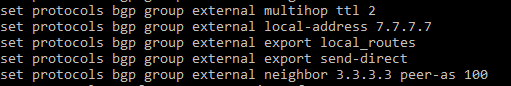 set protocols bgp group external multihop ttl 2
set protocols bgp group external local-address 7.7.7.7
set protocols bgp group external export local_routes
set protocols bgp group external export send-direct
set protocols bgp group external neighbor 3.3.3.3 peer-as 100